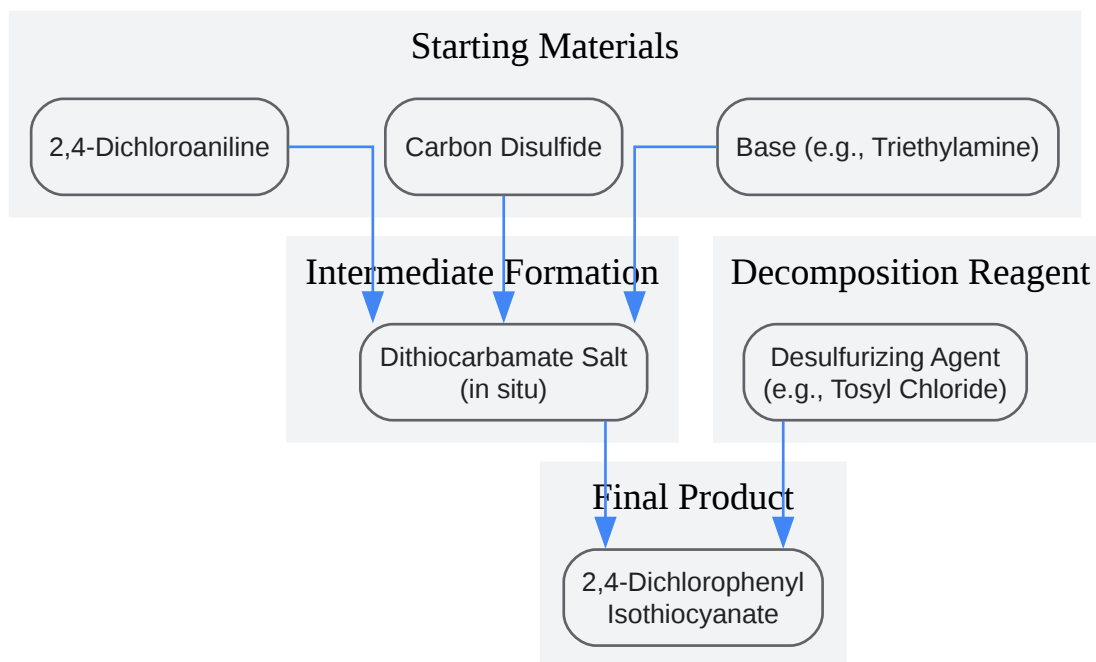 Starting Materials
2,4-Dichloroaniline
Carbon Disulfide
Base (e.g., Triethylamine)
Intermediate Formation
Decomposition Reagent
Dithiocarbamate Salt
(in situ)
Desulfurizing Agent
(e.g., Tosyl Chloride)
Final Product
2,4-Dichlorophenyl
Isothiocyanate